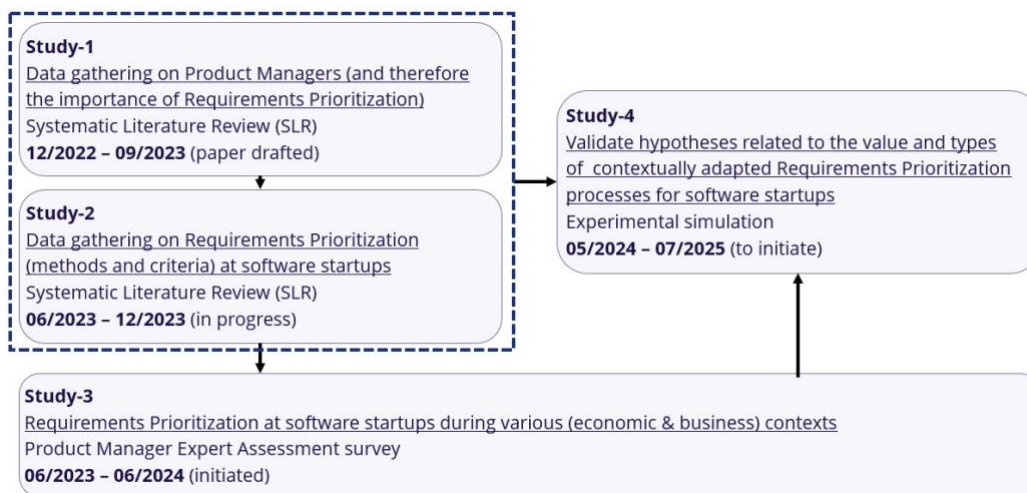 Study-1
Data gathering on Product Managers (and therefore
the importance of Requirements Prioritization)
Systematic Literature Review (SLR)
12/2022 – 09/2023 (paper drafted)
Study-2
Data gathering on Requirements Prioritization
(methods and criteria) at software startups
Systematic Literature Review (SLR)
06/2023 – 12/2023 (in progress)
Study-3
Requirements Prioritization at software startups during various (economic & business) contexts
Product Manager Expert Assessment survey
06/2023 – 06/2024 (initiated)
Study-4
Validate hypotheses related to the value and types
of contextually adapted Requirements Prioritization
processes for software startups
Experimental simulation
05/2024 – 07/2025 (to initiate)